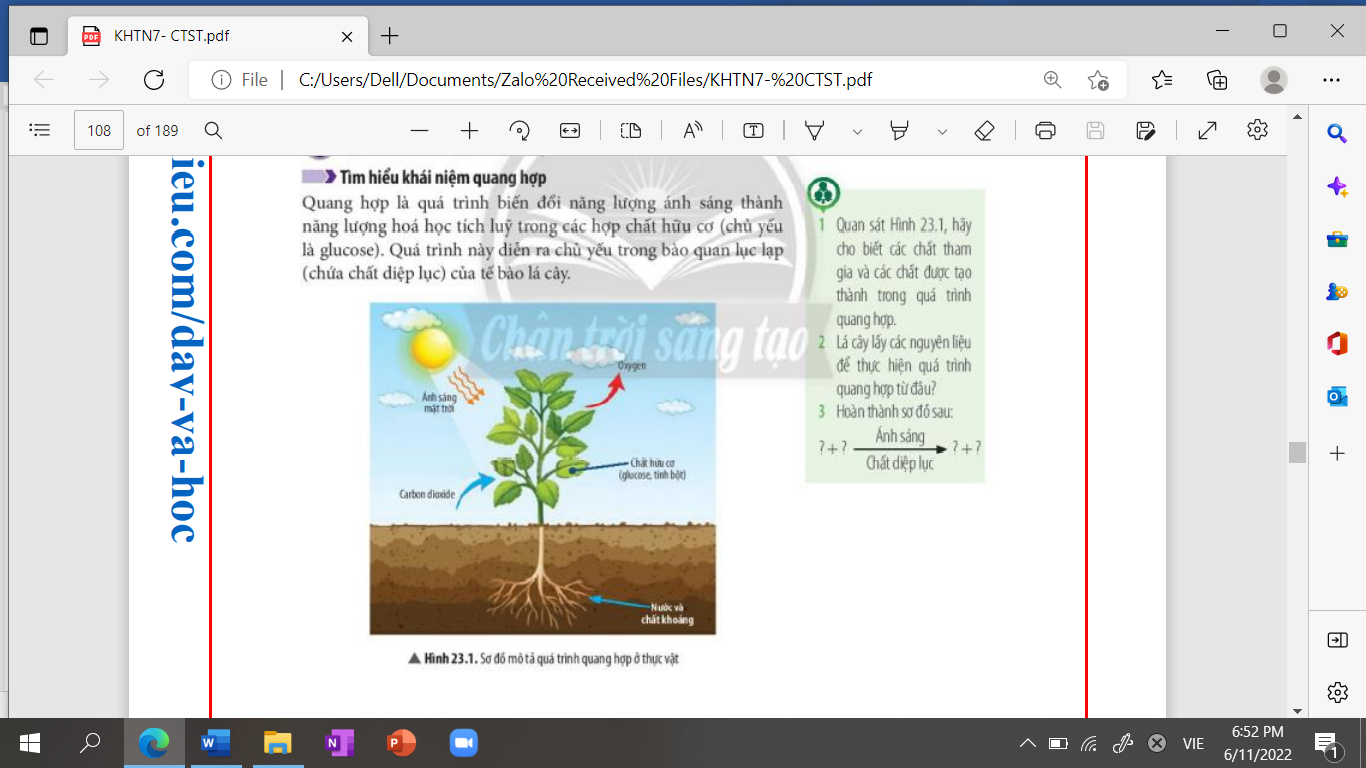 KHTN7- CTST.pdf
File
C:/Users/Dell/Documents/Zalo%20Received%20Files/KHTN7-%20CTST.pdf
108 of 189
ieu.com/day-va-hoc
Tìm hiểu khái niệm quang hợp
Quang hợp là quá trình biến đổi năng lượng ánh sáng thành
năng lượng hoá học tích luỹ trong các hợp chất hữu cơ (chủ yếu
là glucose). Quá trình này diễn ra chủ yếu trong bào quan lục lạp
(chứa chất diệp lục) của tế bào lá cây.
Chân trời sáng tạo
Oxygen
Ánh sáng
mặt trời
Chất hữu cơ
(glucose, tinh bột)
Carbon dioxide
Nước và
chất khoáng
Hình 23.1. Sơ đồ mô tả quá trình quang hợp ở thực vật
1 Quan sát Hình 23.1, hãy
cho biết các chất tham
gia và các chất được tạo
thành trong quá trình
quang hợp.
2 Lá cây lấy các nguyên liệu
để thực hiện quá trình
quang hợp từ đâu?
3 Hoàn thành sơ đồ sau:
Ánh sáng
? + ? ? + ?
Chất diệp lục
VIE
6:52 PM
6/11/2022
1